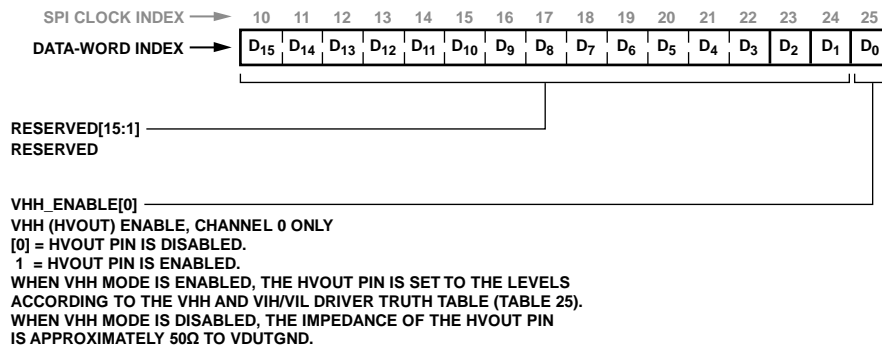 SPI CLOCK INDEX 10 11 12 13 14 15 16 17 18 19 20 21 22 23 24 25
DATA-WORD INDEX D15 D14 D13 D12 D11 D10 D9 D8 D7 D6 D5 D4 D3 D2 D1 D0
RESERVED[15:1]
RESERVED
VHH_ENABLE[0]
VHH (HVOUT) ENABLE, CHANNEL 0 ONLY
[0] = HVOUT PIN IS DISABLED.
1 = HVOUT PIN IS ENABLED.
WHEN VHH MODE IS ENABLED, THE HVOUT PIN IS SET TO THE LEVELS
ACCORDING TO THE VHH AND VIH/VIL DRIVER TRUTH TABLE (TABLE 25).
WHEN VHH MODE IS DISABLED, THE IMPEDANCE OF THE HVOUT PIN
IS APPROXIMATELY 50Ω TO VDUTGND.